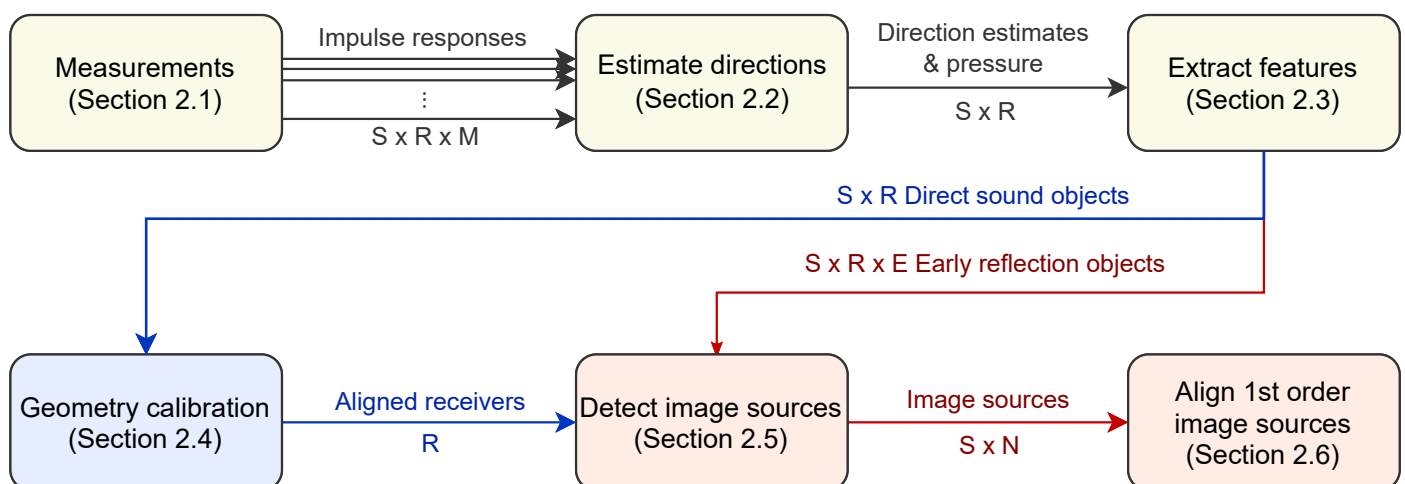 Measurements
(Section 2.1)
Impulse responses
⋮
S x R x M
Estimate directions
(Section 2.2)
Direction estimates
& pressure
S x R
Extract features
(Section 2.3)
S x R Direct sound objects
S x R x E Early reflection objects
Geometry calibration
(Section 2.4)
Aligned receivers
R
Detect image sources
(Section 2.5)
Image sources
S x N
Align 1st order
image sources
(Section 2.6)